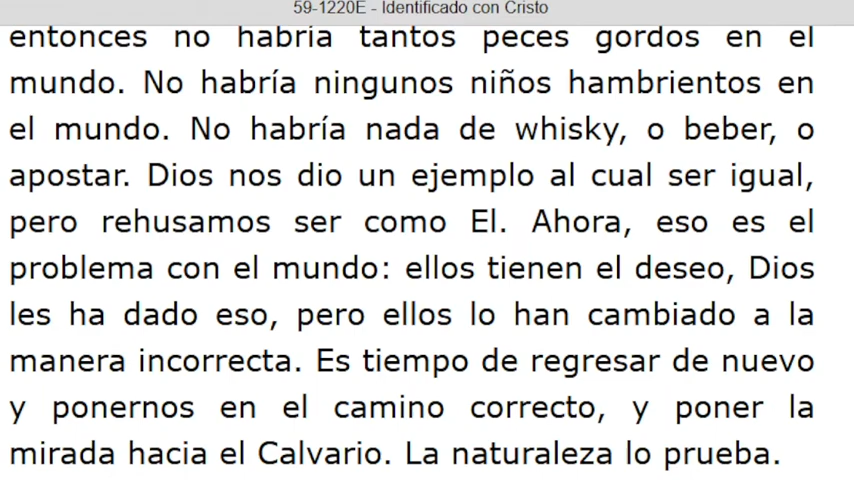 59-1220E - Identificado con Cristo
entonces no habría tantos peces gordos en el
mundo. No habría ningunos niños hambrientos en
el mundo. No habría nada de whisky, o beber, o
apostar. Dios nos dio un ejemplo al cual ser igual,
pero rehusamos ser como El. Ahora, eso es el
problema con el mundo: ellos tienen el deseo, Dios
les ha dado eso, pero ellos lo han cambiado a la
manera incorrecta. Es tiempo de regresar de nuevo
y ponernos en el camino correcto, y poner la
mirada hacia el Calvario. La naturaleza lo prueba.